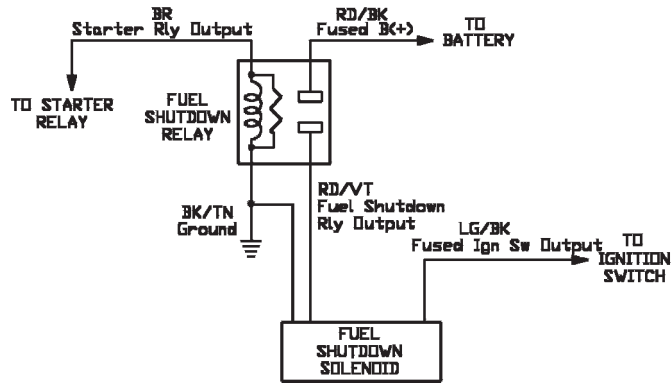 BR
Starter Rly Output
RD/BK
Fused B(+)
TO
BATTERY
TO STARTER
RELAY
FUEL
SHUTDOWN
RELAY
BK/TN
Ground
RD/VT
Fuel Shutdown
Rly Output
LG/BK
Fused Ign Sw Output
TO
IGNITION
SWITCH
FUEL
SHUTDOWN
SOLENOID